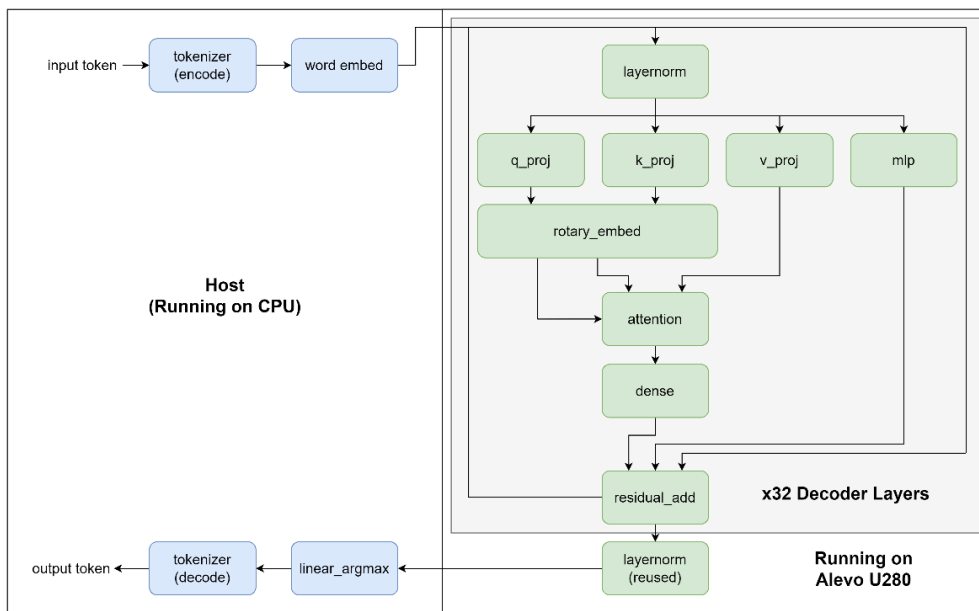 input token
tokenizer
(encode)
word embed
layernorm
q_proj
k_proj
v_proj
mlp
rotary_embed
Host
(Running on CPU)
attention
dense
residual_add
x32 Decoder Layers
output token
tokenizer
(decode)
linear_argmax
layernorm
(reused)
Running on
Alevo U280